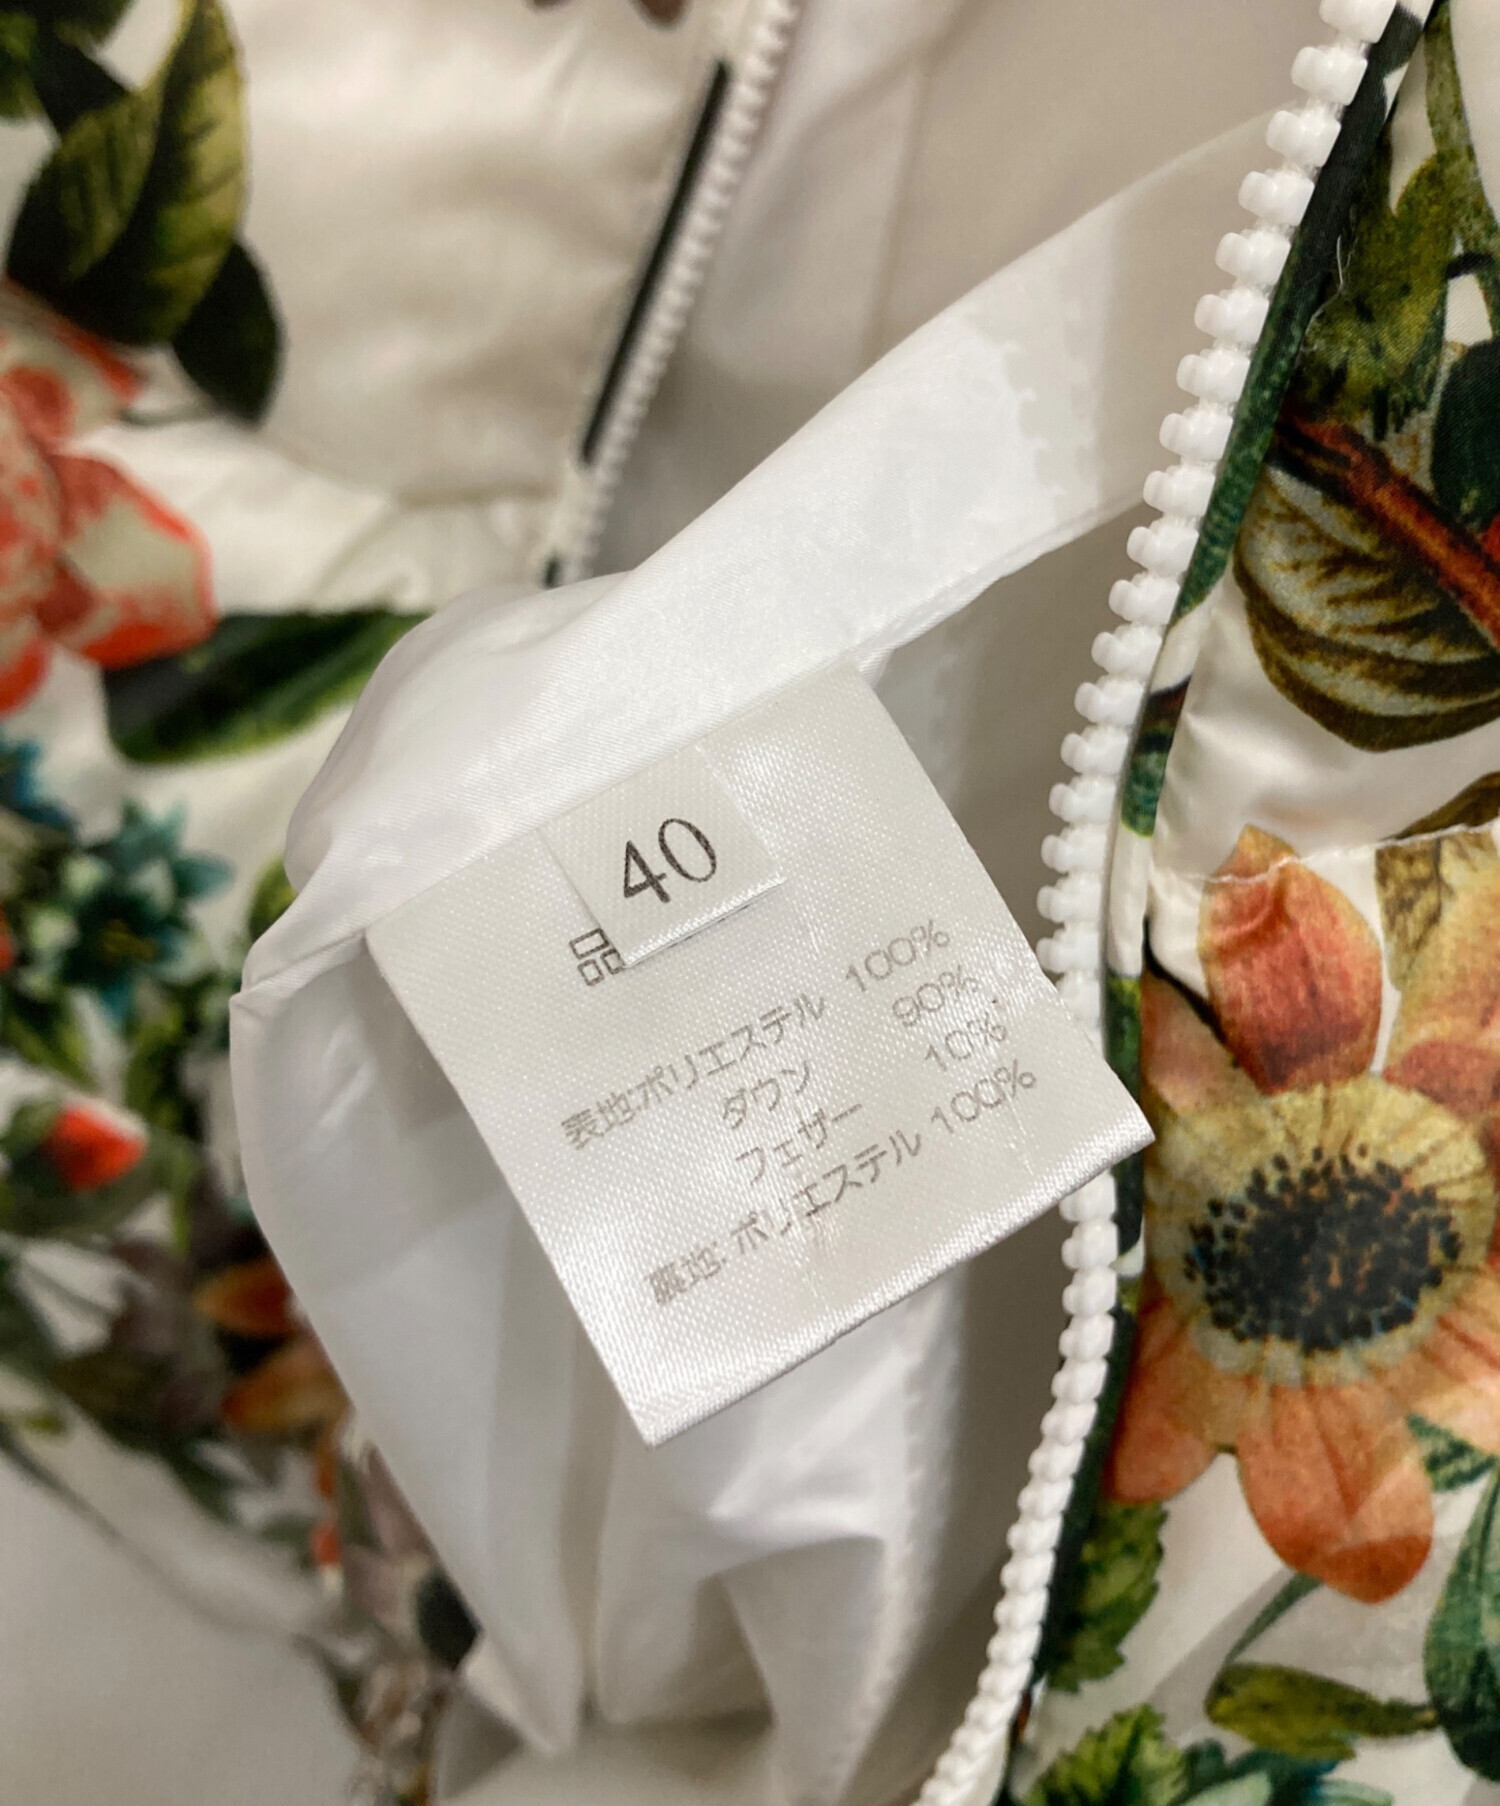 40
品
表地:ポリエステル 100%
ダウン 90%
フェザー 10%
裏地: ポリエステル 100%